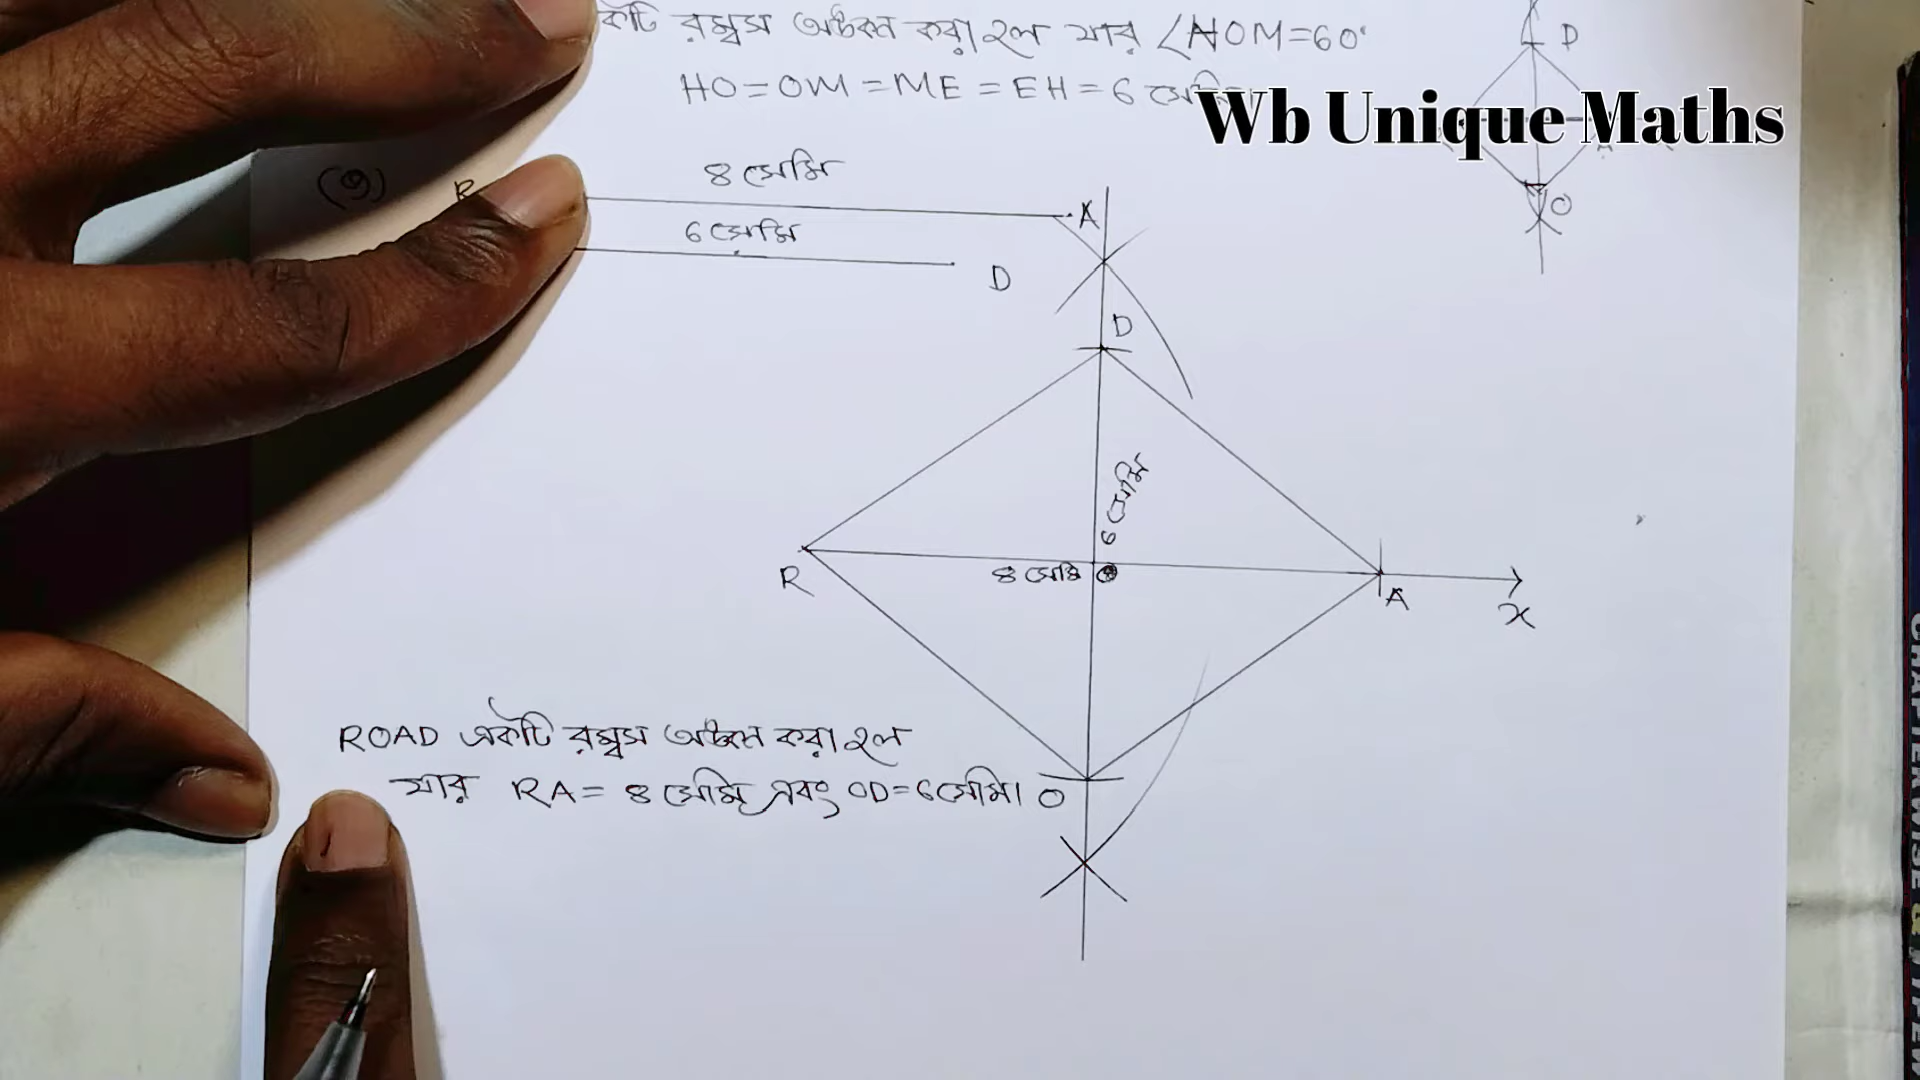 কটি রম্বস অঙ্কন করা হল যার ∠HOM=60°
HO=OM=ME=EH=6 সেমি
D
Wb Unique Maths
O
(9)
R
8 সেমি
A
6 সেমি
D
D
6 সেমি
R
8 সেমি
A
x
ROAD একটি রম্বস অঙ্কন করা হল
যার RA= 8 সেমি এবং OD=6সেমি।
O